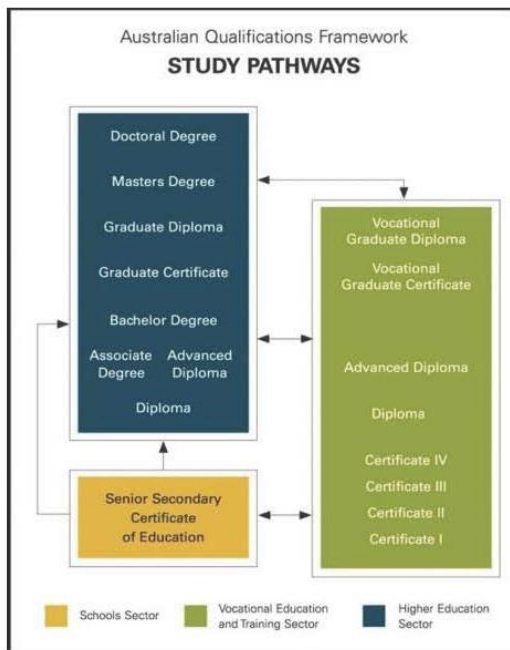 Australian Qualifications Framework
STUDY PATHWAYS
Doctoral Degree
Masters Degree
Graduate Diploma
Graduate Certificate
Bachelor Degree
Associate
Degree
Advanced
Diploma
Diploma
Senior Secondary
Certificate
of Education
Vocational
Graduate Diploma
Vocational
Graduate Certificate
Advanced Diploma
Diploma
Certificate IV
Certificate III
Certificate II
Certificate I
Schools Sector
Vocational Education
and Training Sector
Higher Education
Sector